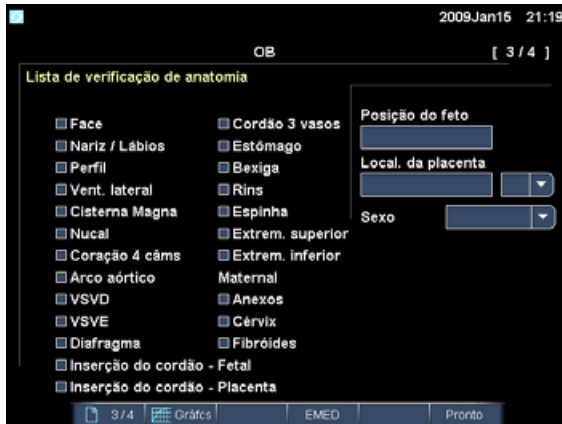 2009Jan15 21:19
OB [ 3/4 ]
Lista de verificação de anatomia
Face
Nariz / Lábios
Perfil
Vent. lateral
Cisterna Magna
Nucal
Coração 4 câms
Arco aórtico
VSVD
VSVE
Diafragma
Inserção do cordão - Fetal
Inserção do cordão - Placenta
Cordão 3 vasos
Estômago
Bexiga
Rins
Espinha
Extrem. superior
Extrem. inferior
Maternal
Anexos
Cérvix
Fibróides
Posição do feto
Local. da placenta
Sexo
3/4 Gráfcs EMED Pronto